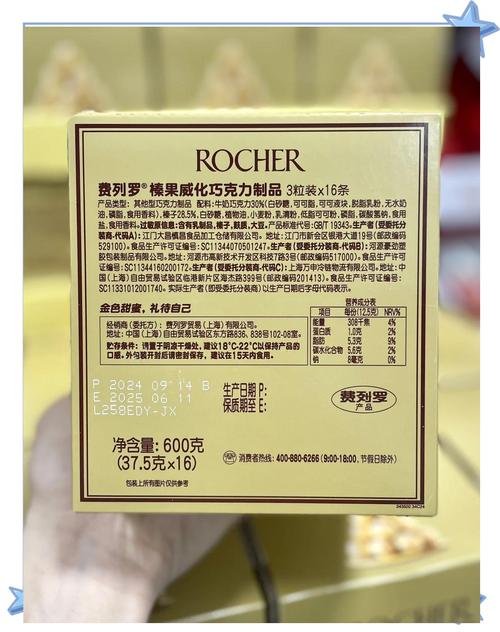 ROCHER
费列罗® 榛果威化巧克力制品 3粒装x16条
产品类型：其他型巧克力制品 配料：牛奶巧克力30%(白砂糖，可可脂，可可液块，脱脂乳粉，无水奶
油，磷脂，食用香料)，榛子28.5%，白砂糖，植物油，小麦粉，乳清粉，低脂可可粉，磷脂，碳酸氢钠，食用
盐，食用香料。过敏原信息：含有乳制品，榛子，麸质，大豆。产品标准代号：GB/T 19343。生产者(受委托分装商-
代码A)：江门大昌慎昌食品加工仓储有限公司。地址：江门市新会区银港大道19号(邮政编码
529100)。食品生产许可证编号：SC11344070501247。生产者(受委托分装商-代码B)：河源豪劲塑
胶包装制品有限公司。地址：河源市高新技术开发区科技7路3号(邮政编码517000)。食品生产许可证
编号：SC11344160200172。生产者(受委托分装商-代码C)：上海万申冷链物流有限公司。地址：中
国(上海)自由贸易试验区临港新片区海杰路399号(邮政编码201413)。食品生产许可证编号：
SC11331012001740。实际生产者(即受委托分装商)以生产日期后字母代码表示。
金色甜蜜，礼待自己
经销商(委托方)：费列罗贸易(上海)有限公司。
地址：中国(上海)自由贸易试验区东方路836、838号102-08室。
贮存条件：请置于阴凉干燥处，建议18℃-22℃以保持产品的
口感。外包装开封后请密封保存，建议在15天内食用。
营养成分表
项目 每份(12.5克) NRV%
能量 308千焦 4%
蛋白质 1.0克 2%
脂肪 5.3克 9%
碳水化合物 5.6克 2%
钠 8毫克 0%
P 2024 09 14 B
E 2025 06 11
L258EDY-JX
生产日期 P:
保质期至 E:
费列罗
产品
净含量: 600克
(37.5克×16)
消费者热线: 400-880-6266 (9:00-18:00, 节假日除外)
包装上所有图片仅供参考
ROCHER